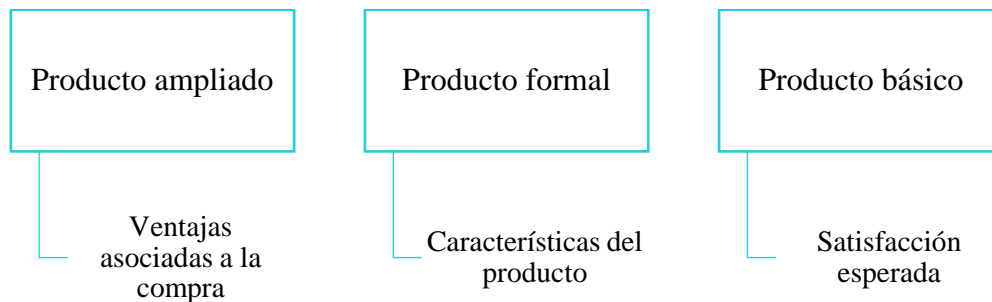 Producto ampliado
Producto formal
Producto básico
Ventajas
asociadas a la
compra
Características del
producto
Satisfacción
esperada